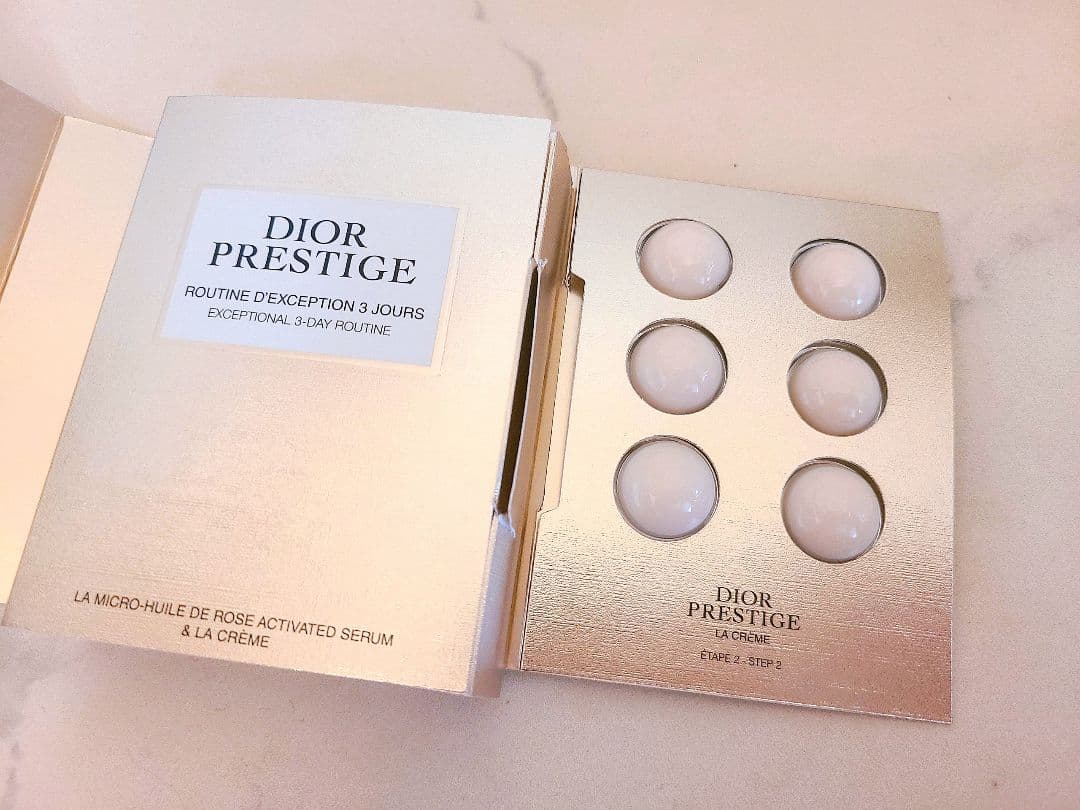 DIOR
PRESTIGE
ROUTINE D'EXCEPTION 3 JOURS
EXCEPTIONAL 3-DAY ROUTINE
LA MICRO-HUILE DE ROSE ACTIVATED SERUM
& LA CRÈME
DIOR
PRESTIGE
LA CRÈME
ÉTAPE 2 - STEP 2